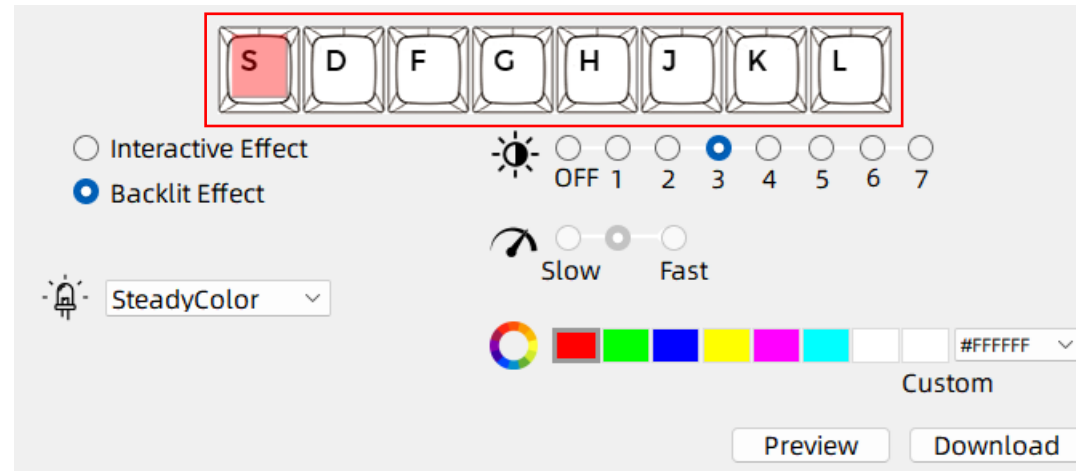 S D F G H J K L
Interactive Effect
Backlit Effect
OFF 1 2 3 4 5 6 7
Slow Fast
SteadyColor
#FFFFFF
Custom
Preview Download